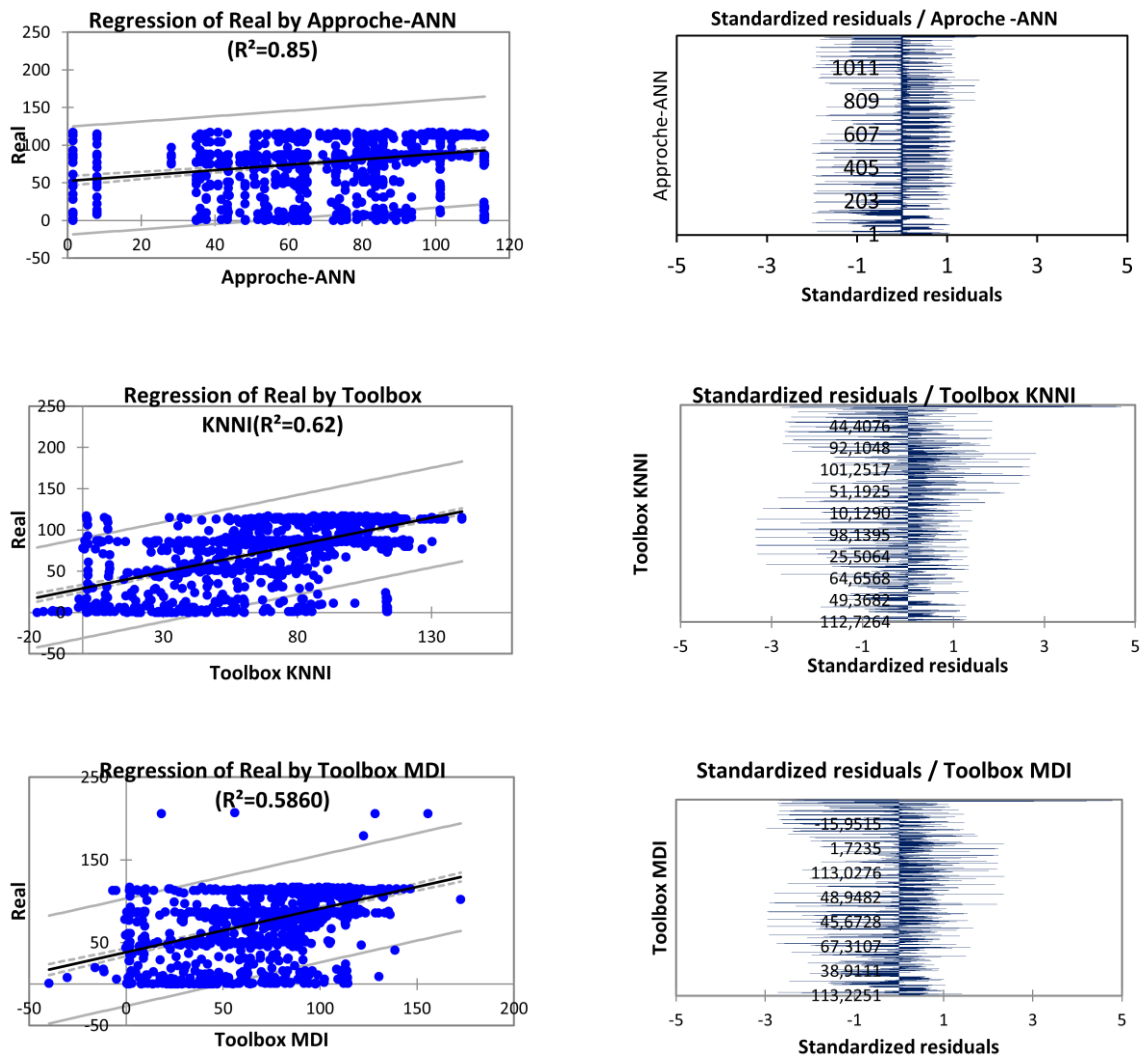 Regression of Real by Approche-ANN
(R²=0.85)
250
200
150
100
50
0
-50
Real
0 20 40 60 80 100 120
Approche-ANN
Standardized residuals / Aproche -ANN
Approche-ANN
1011
809
607
405
203
1
-5 -3 -1 1 3 5
Standardized residuals
Regression of Real by Toolbox
KNNI(R²=0.62)
250
200
150
100
50
0
-50
Real
-20 30 80 130
Toolbox KNNI
Standardized residuals / Toolbox KNNI
Toolbox KNNI
44,4076
92,1048
101,2517
51,1925
10,1290
98,1395
25,5064
64,6568
49,3682
112,7264
-5 -3 -1 1 3 5
Standardized residuals
Regression of Real by Toolbox MDI
(R²=0.5860)
250
150
50
-50
Real
-50 0 50 100 150 200
Toolbox MDI
Standardized residuals / Toolbox MDI
Toolbox MDI
-15,9515
1,7235
113,0276
48,9482
45,6728
67,3107
38,9111
113,2251
-5 -3 -1 1 3 5
Standardized residuals